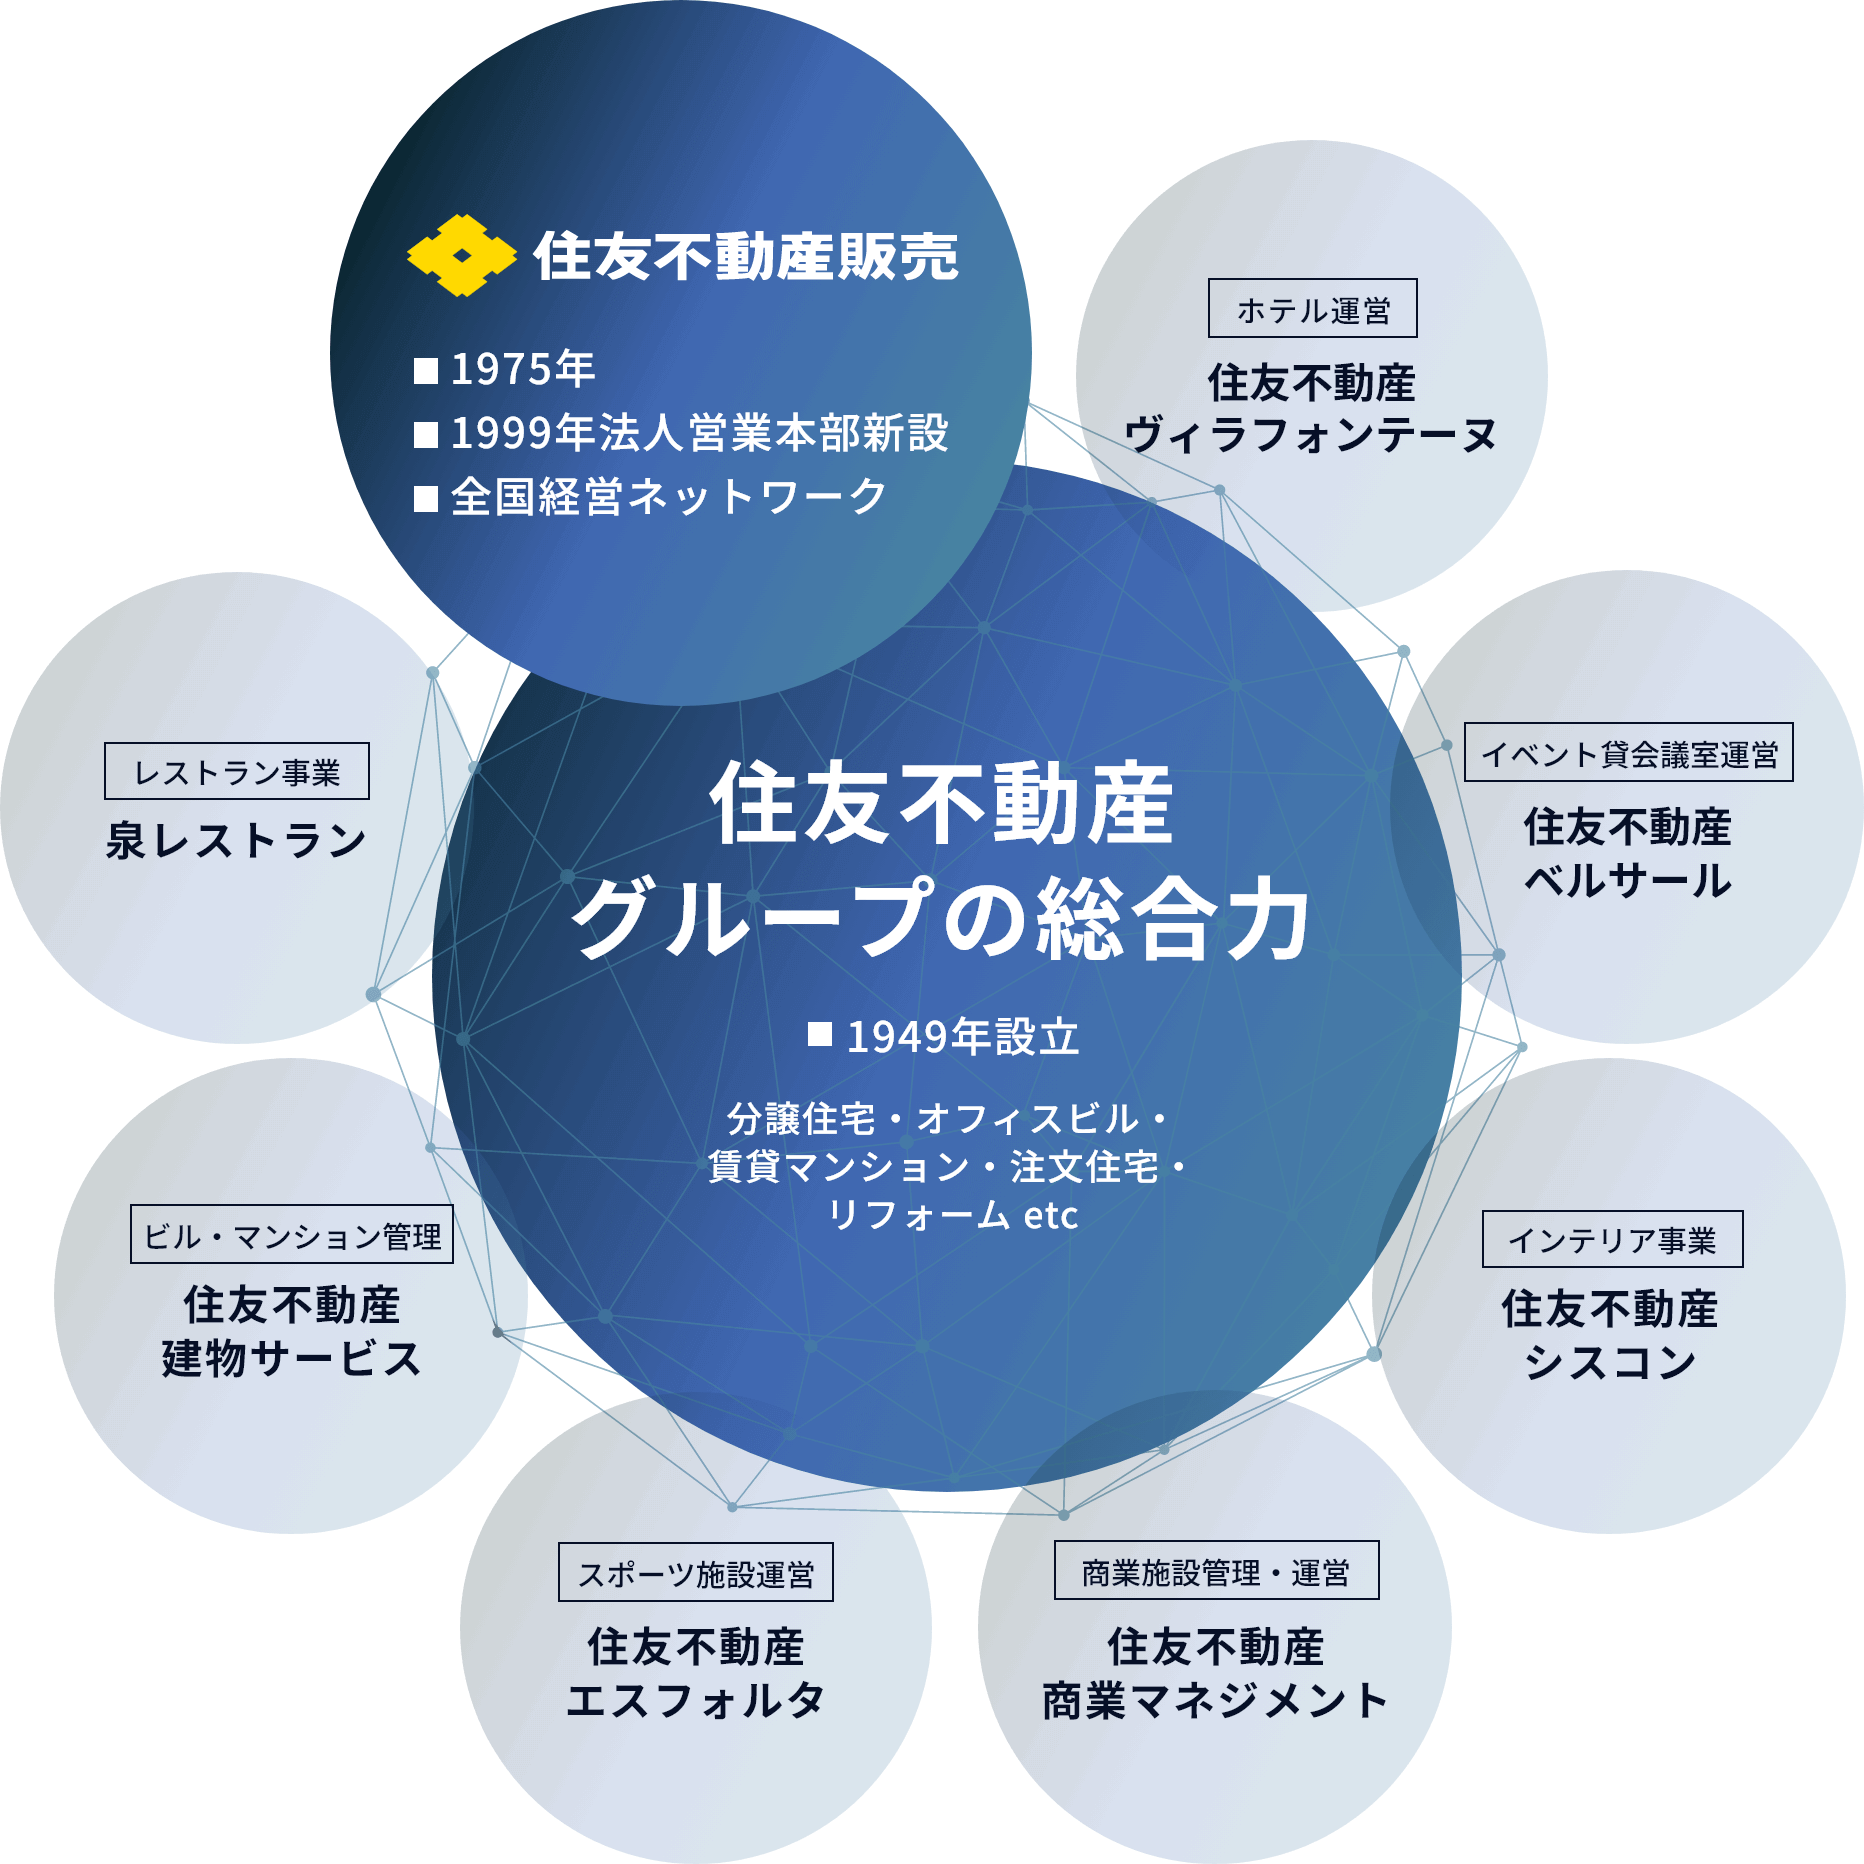 住友不動産販売
■1975年
■1999年法人営業本部新設
■全国経営ネットワーク
ホテル運営
住友不動産
ヴィラフォンテーヌ
イベント貸会議室運営
住友不動産
ベルサール
インテリア事業
住友不動産
シスコン
商業施設管理・運営
住友不動産
商業マネジメント
スポーツ施設運営
住友不動産
エスフォルタ
ビル・マンション管理
住友不動産
建物サービス
レストラン事業
泉レストラン
住友不動産
グループの総合力
■1949年設立
分譲住宅・オフィスビル・
賃貸マンション・注文住宅・
リフォーム etc